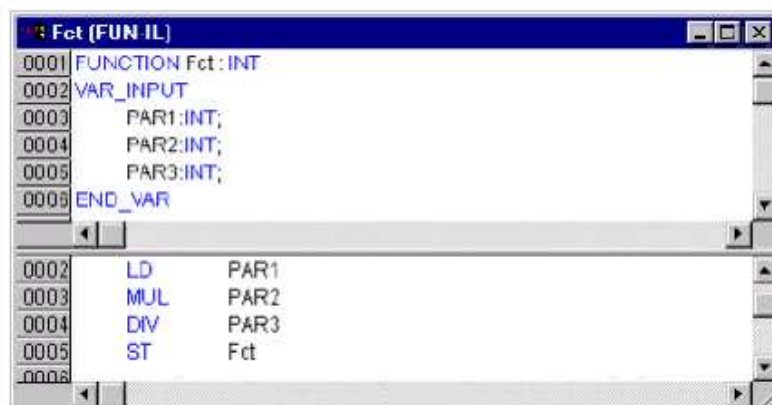 Fct (FUN-IL)
0001 FUNCTION Fct : INT
0002 VAR_INPUT
0003 PAR1:INT;
0004 PAR2:INT;
0005 PAR3:INT;
0006 END_VAR
0002 LD PAR1
0003 MUL PAR2
0004 DIV PAR3
0005 ST Fct
0006